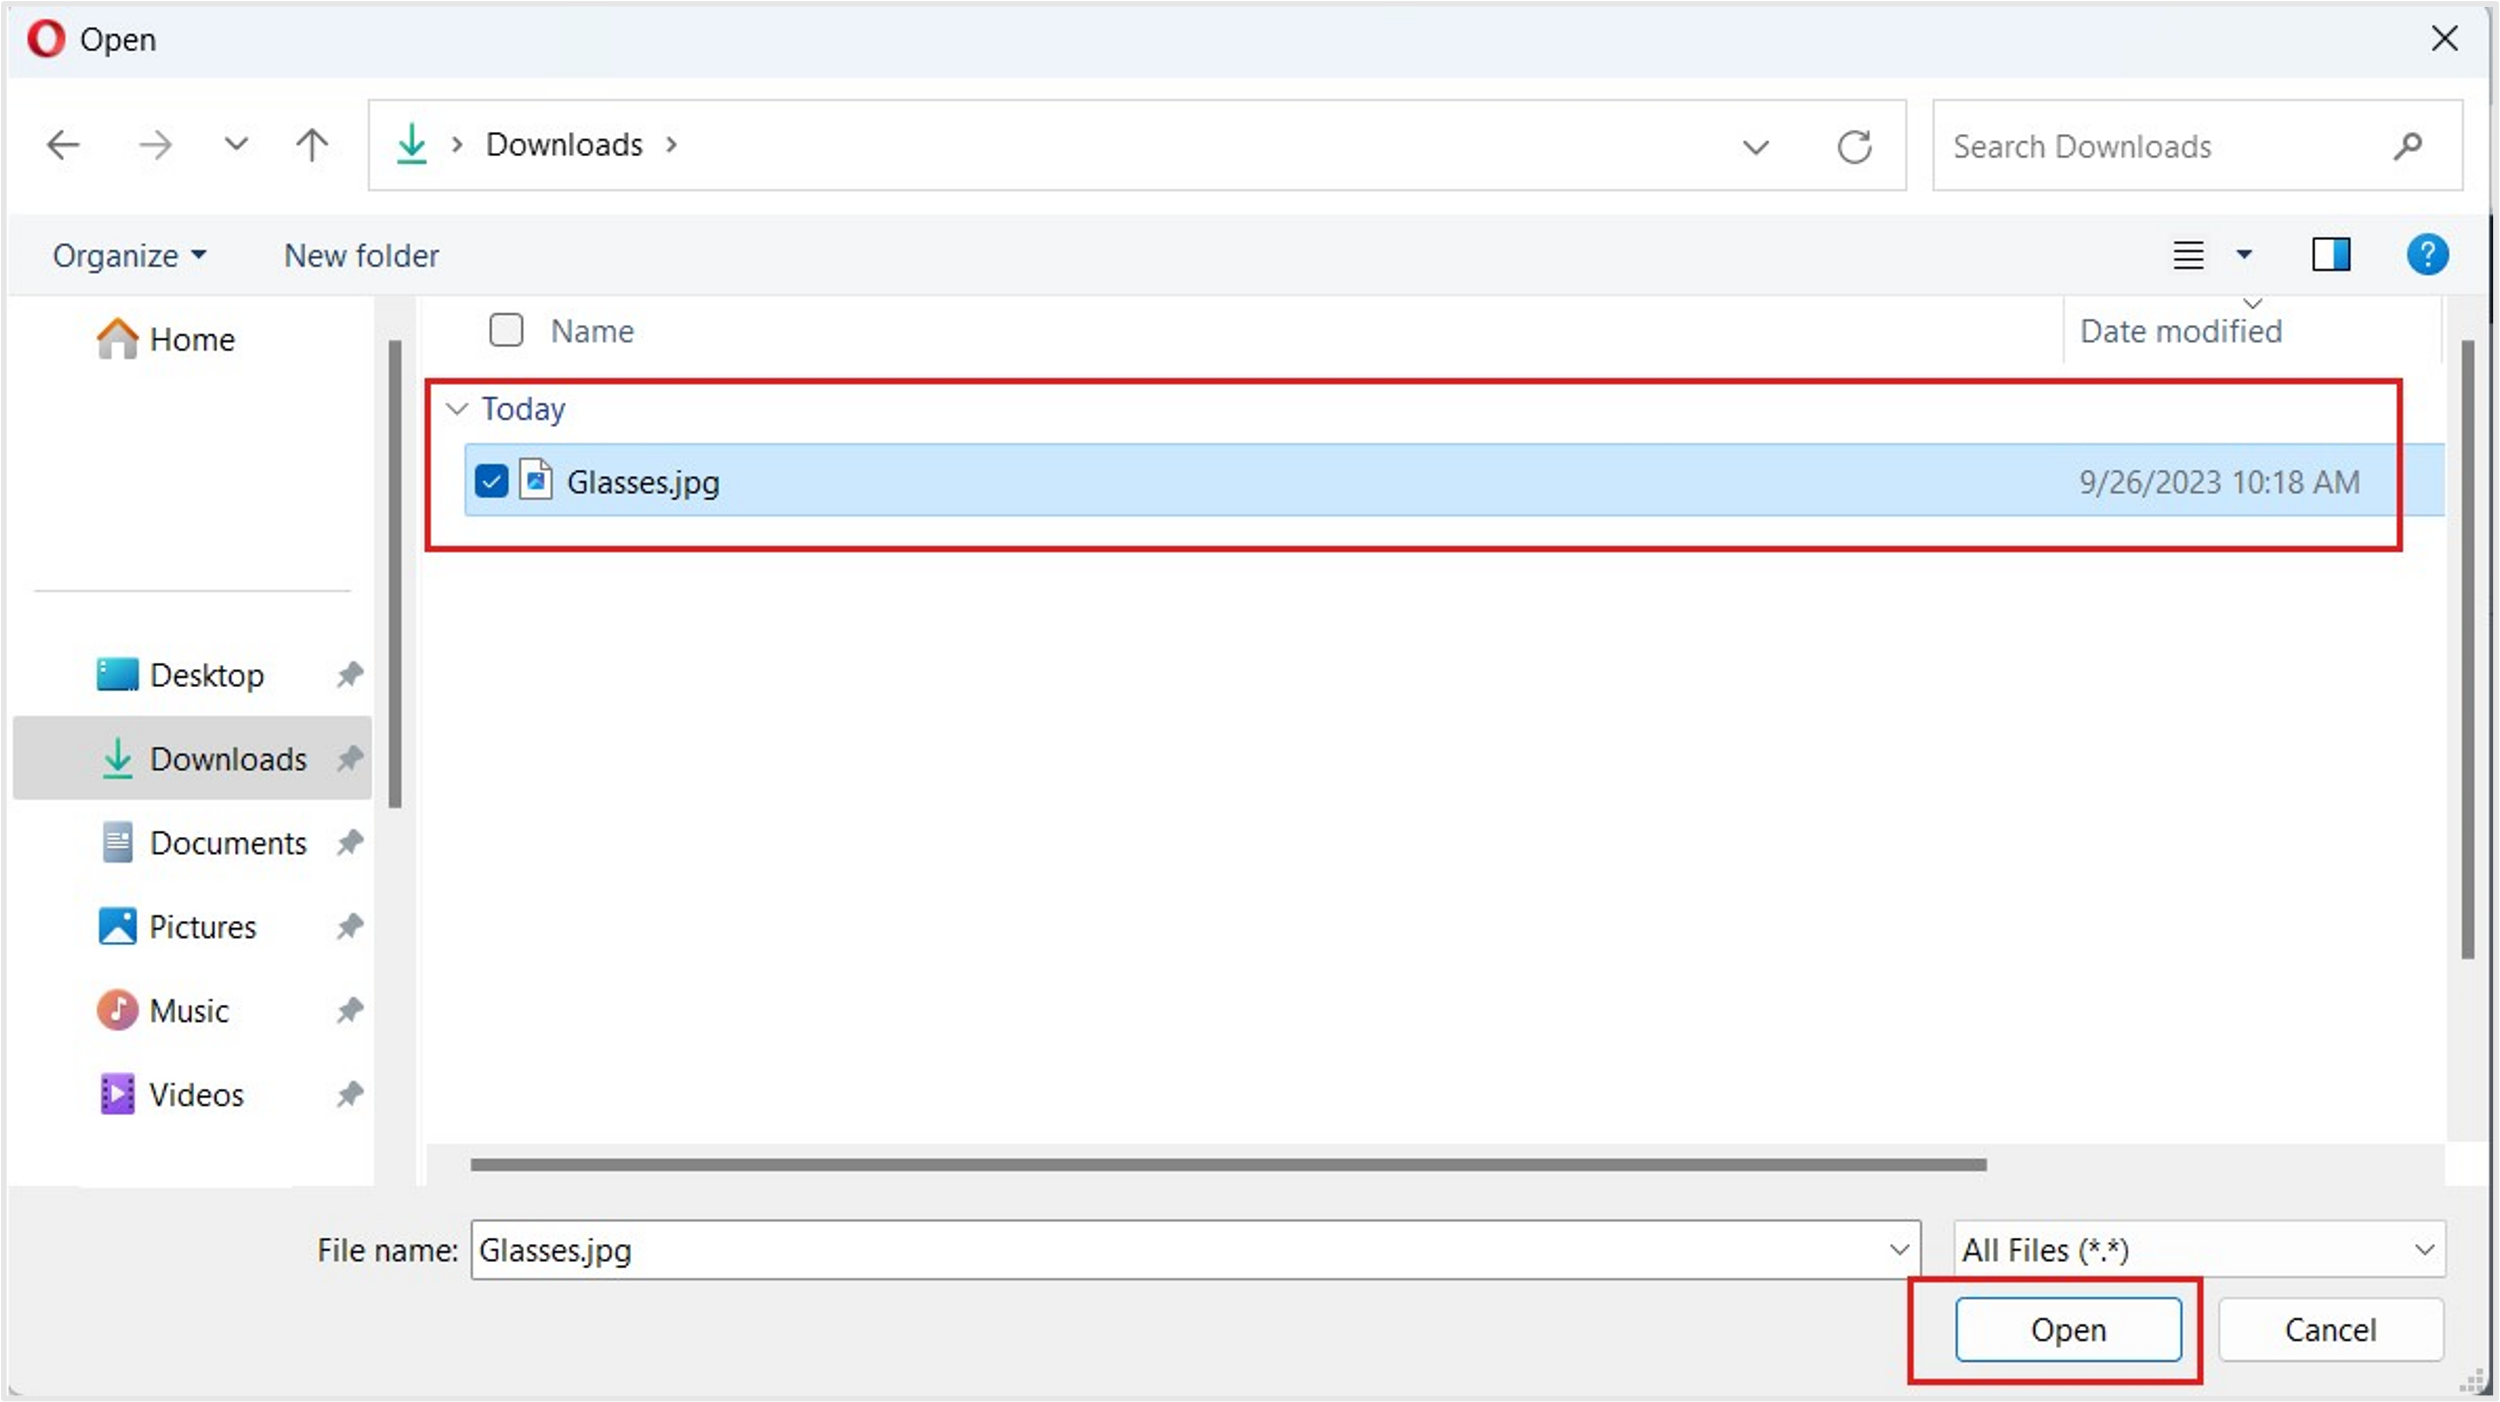 Open
Downloads
Search Downloads
Organize
New folder
?
Home
Name
Date modified
Today
Glasses.jpg
9/26/2023 10:18 AM
Desktop
Downloads
Documents
Pictures
Music
Videos
File name:
Glasses.jpg
All Files (*.*)
Open
Cancel